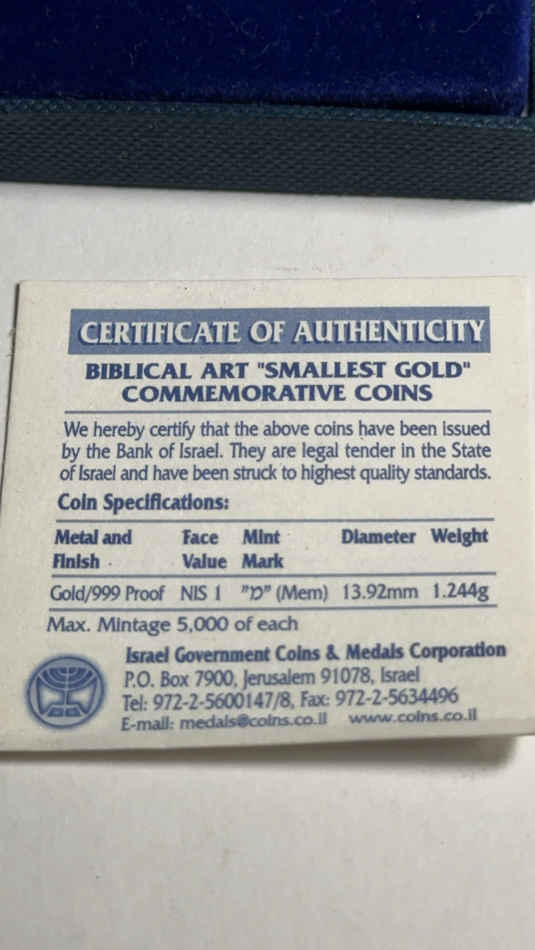 CERTIFICATE OF AUTHENTICITY
BIBLICAL ART "SMALLEST GOLD"
COMMEMORATIVE COINS
We hereby certify that the above coins have been issued
by the Bank of Israel. They are legal tender in the State
of Israel and have been struck to highest quality standards.
Coin Specifications:
Metal and Face Mint Diameter Weight
Finish Value Mark
Gold/999 Proof NIS 1 "מ" (Mem) 13.92mm 1.244g
Max. Mintage 5,000 of each
Israel Government Coins & Medals Corporation
P.O. Box 7900, Jerusalem 91078, Israel
Tel: 972-2-5600147/8, Fax: 972-2-5634496
E-mail: medals@coins.co.il www.coins.co.il